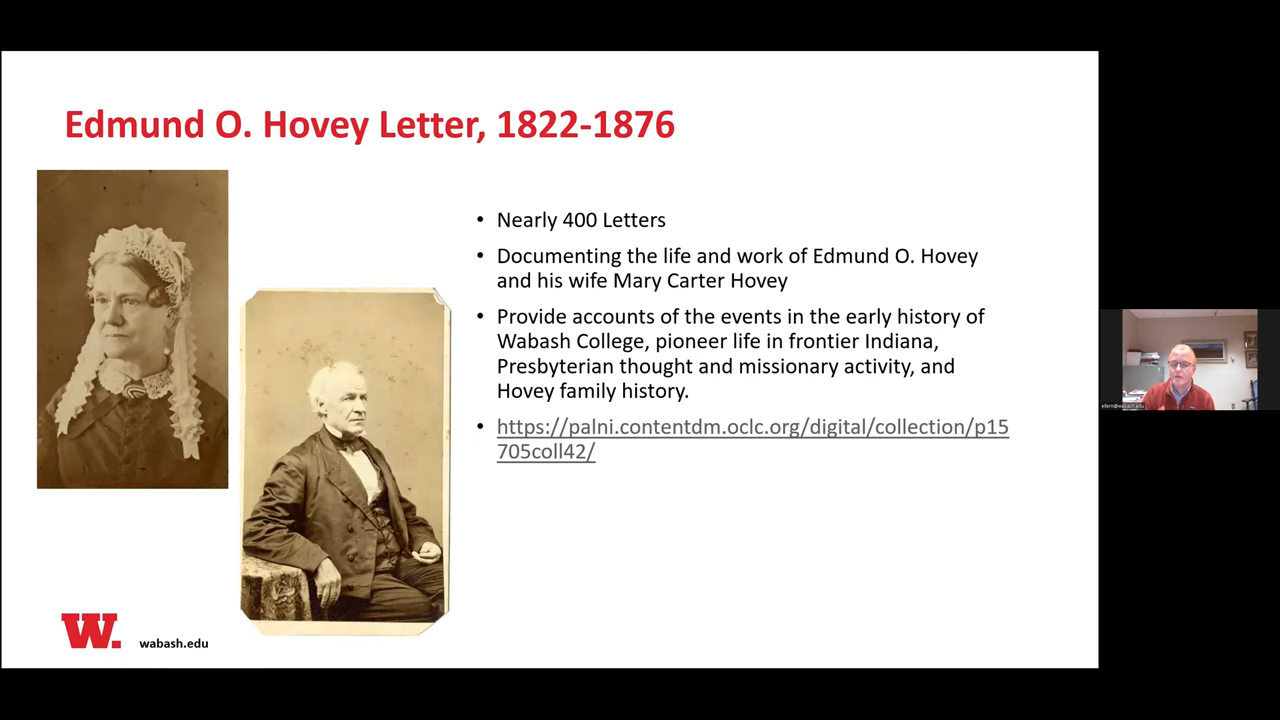 Edmund O. Hovey Letter, 1822-1876
• Nearly 400 Letters
• Documenting the life and work of Edmund O. Hovey
and his wife Mary Carter Hovey
• Provide accounts of the events in the early history of
Wabash College, pioneer life in frontier Indiana,
Presbyterian thought and missionary activity, and
Hovey family history.
• https://palni.contentdm.oclc.org/digital/collection/p15
705coll42/
W. wabash.edu